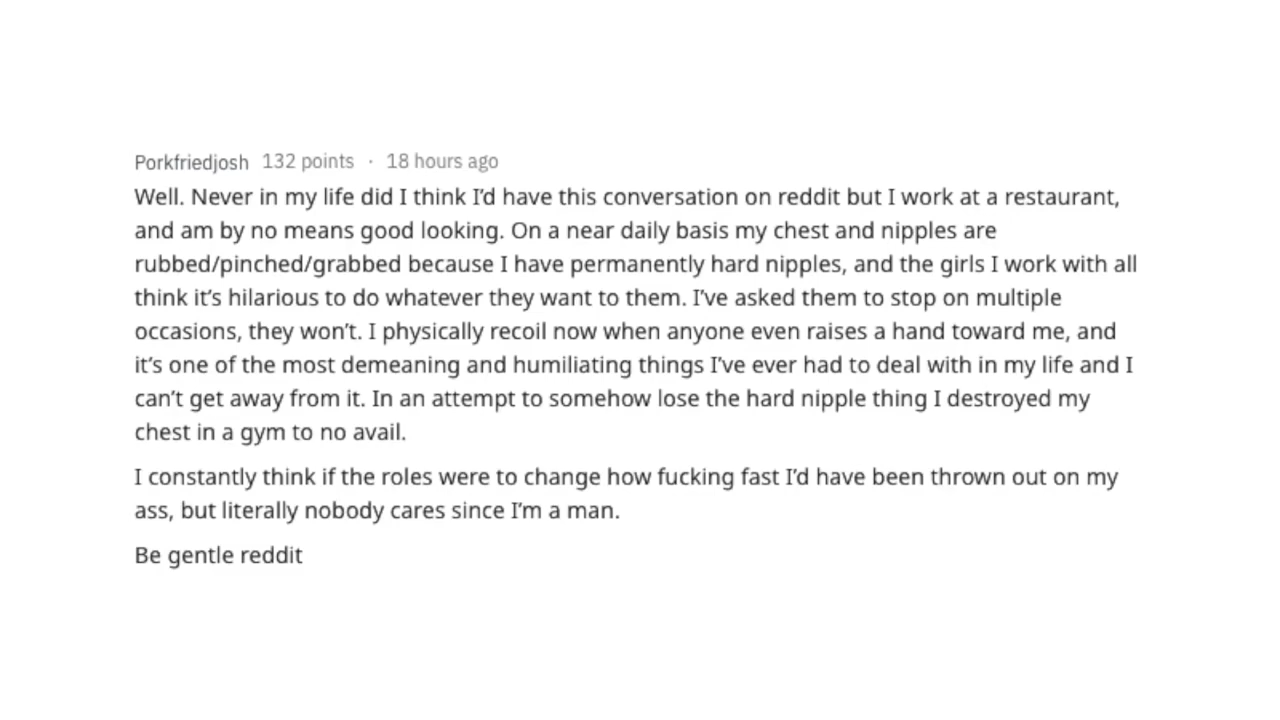 Porkfriedjosh 132 points · 18 hours ago
Well. Never in my life did I think I'd have this conversation on reddit but I work at a restaurant,
and am by no means good looking. On a near daily basis my chest and nipples are
rubbed/pinched/grabbed because I have permanently hard nipples, and the girls I work with all
think it's hilarious to do whatever they want to them. I've asked them to stop on multiple
occasions, they won't. I physically recoil now when anyone even raises a hand toward me, and
it's one of the most demeaning and humiliating things I've ever had to deal with in my life and I
can't get away from it. In an attempt to somehow lose the hard nipple thing I destroyed my
chest in a gym to no avail.
I constantly think if the roles were to change how fucking fast I'd have been thrown out on my
ass, but literally nobody cares since I'm a man.
Be gentle reddit